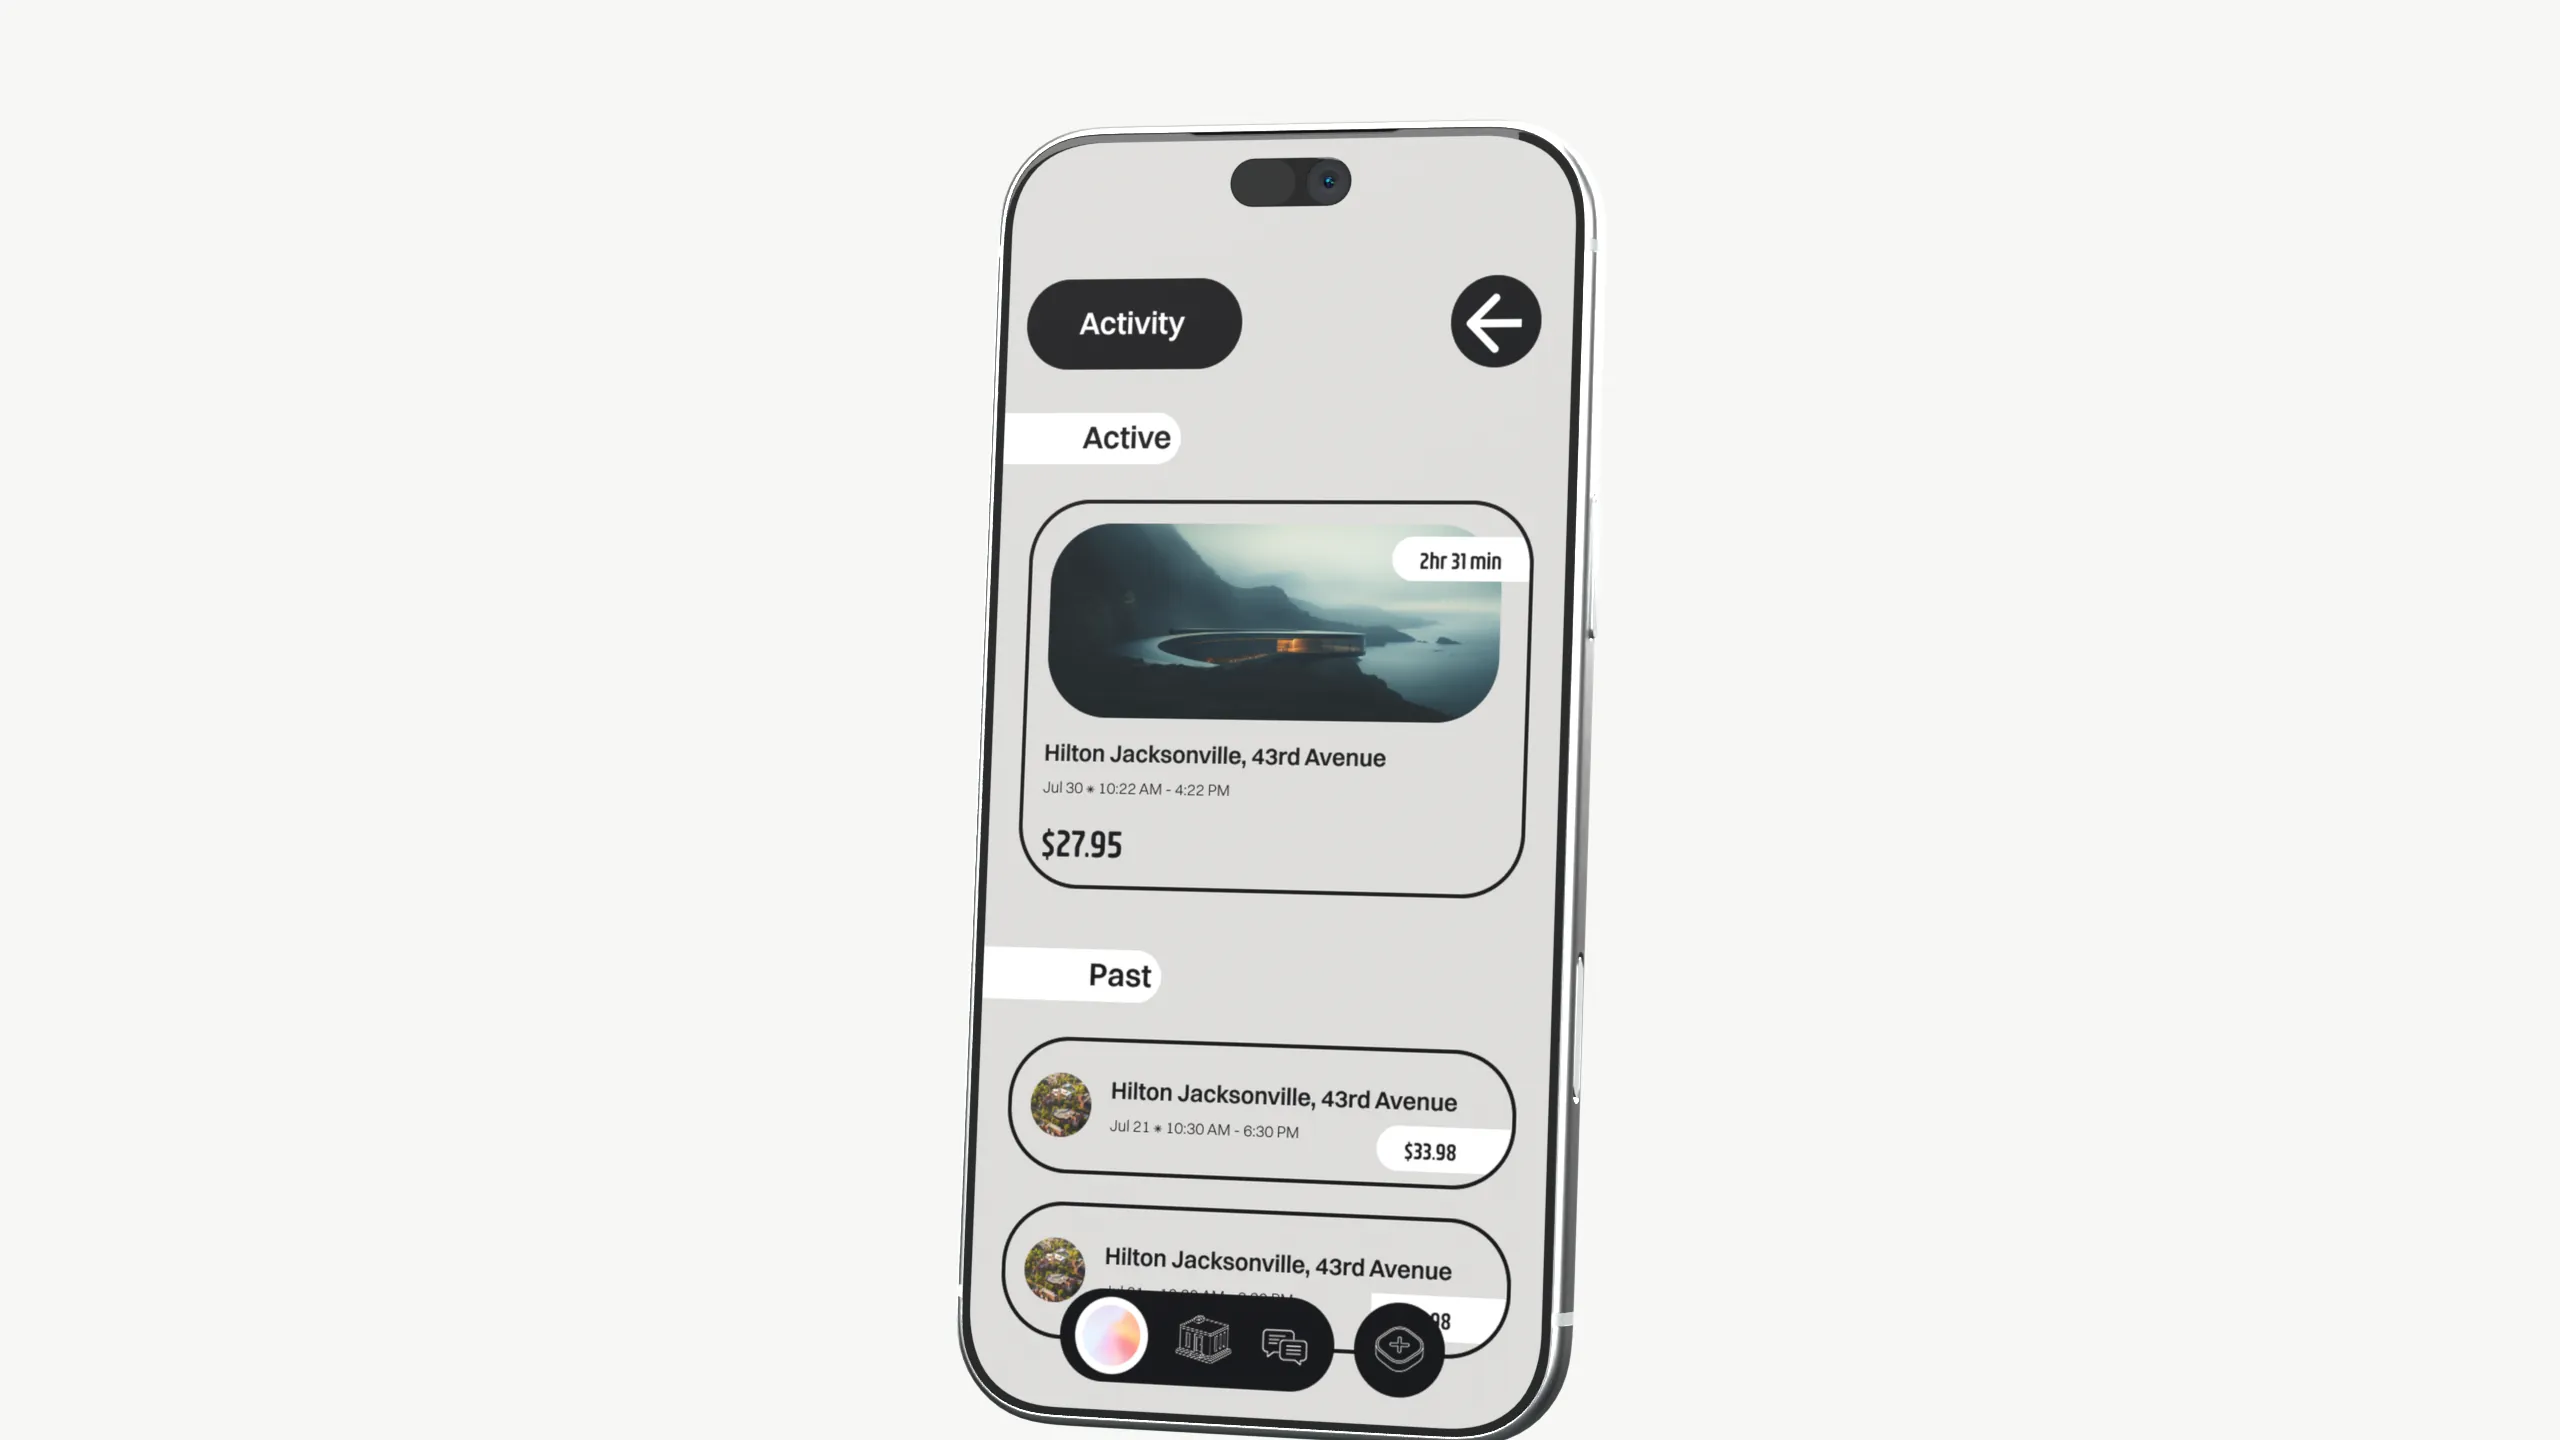 Activity
Active
2hr 31 min
Hilton Jacksonville, 43rd Avenue
Jul 30 • 10:22 AM - 4:22 PM
$27.95
Past
Hilton Jacksonville, 43rd Avenue
Jul 21 • 10:30 AM - 6:30 PM
$33.98
Hilton Jacksonville, 43rd Avenue
98